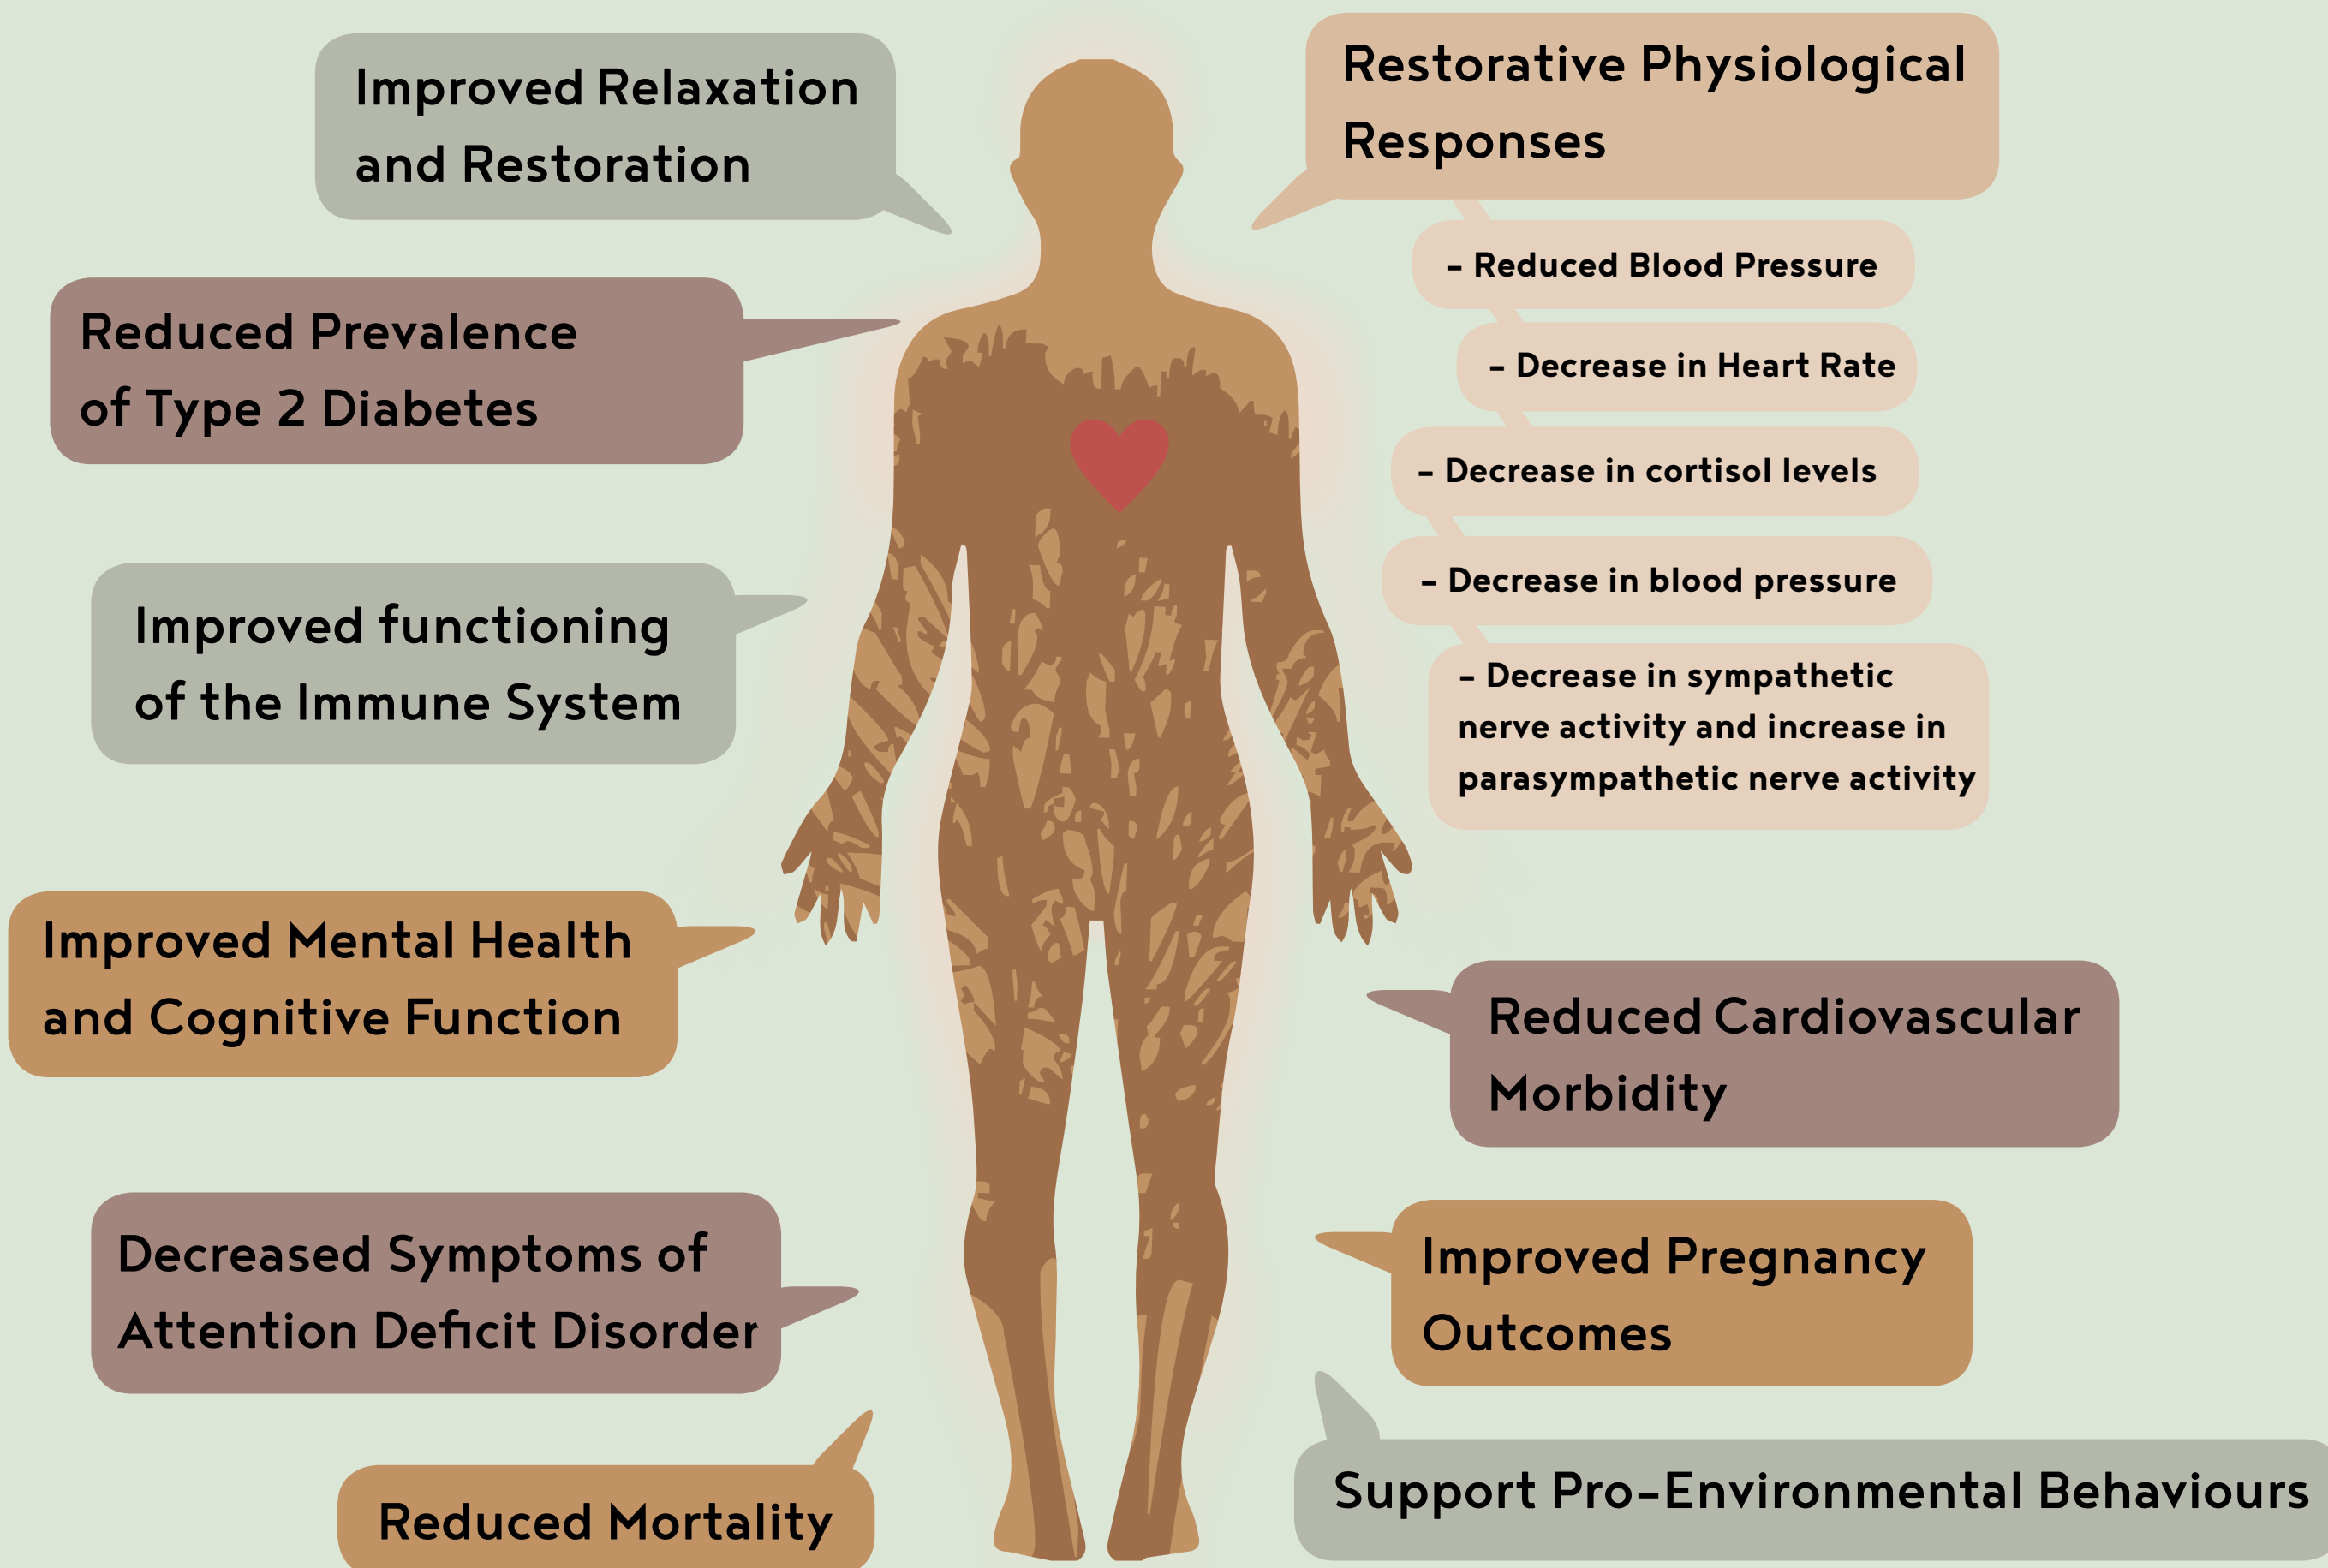 Improved Relaxation
and Restoration
Reduced Prevalence
of Type 2 Diabetes
Improved functioning
of the Immune System
Improved Mental Health
and Cognitive Function
Decreased Symptoms of
Attention Deficit Disorder
Reduced Mortality
Restorative Physiological
Responses
- Reduced Blood Pressure
- Decrease in Heart Rate
- Decrease in cortisol levels
- Decrease in blood pressure
- Decrease in sympathetic
nerve activity and increase in
parasympathetic nerve activity
Reduced Cardiovascular
Morbidity
Improved Pregnancy
Outcomes
Support Pro-Environmental Behaviours